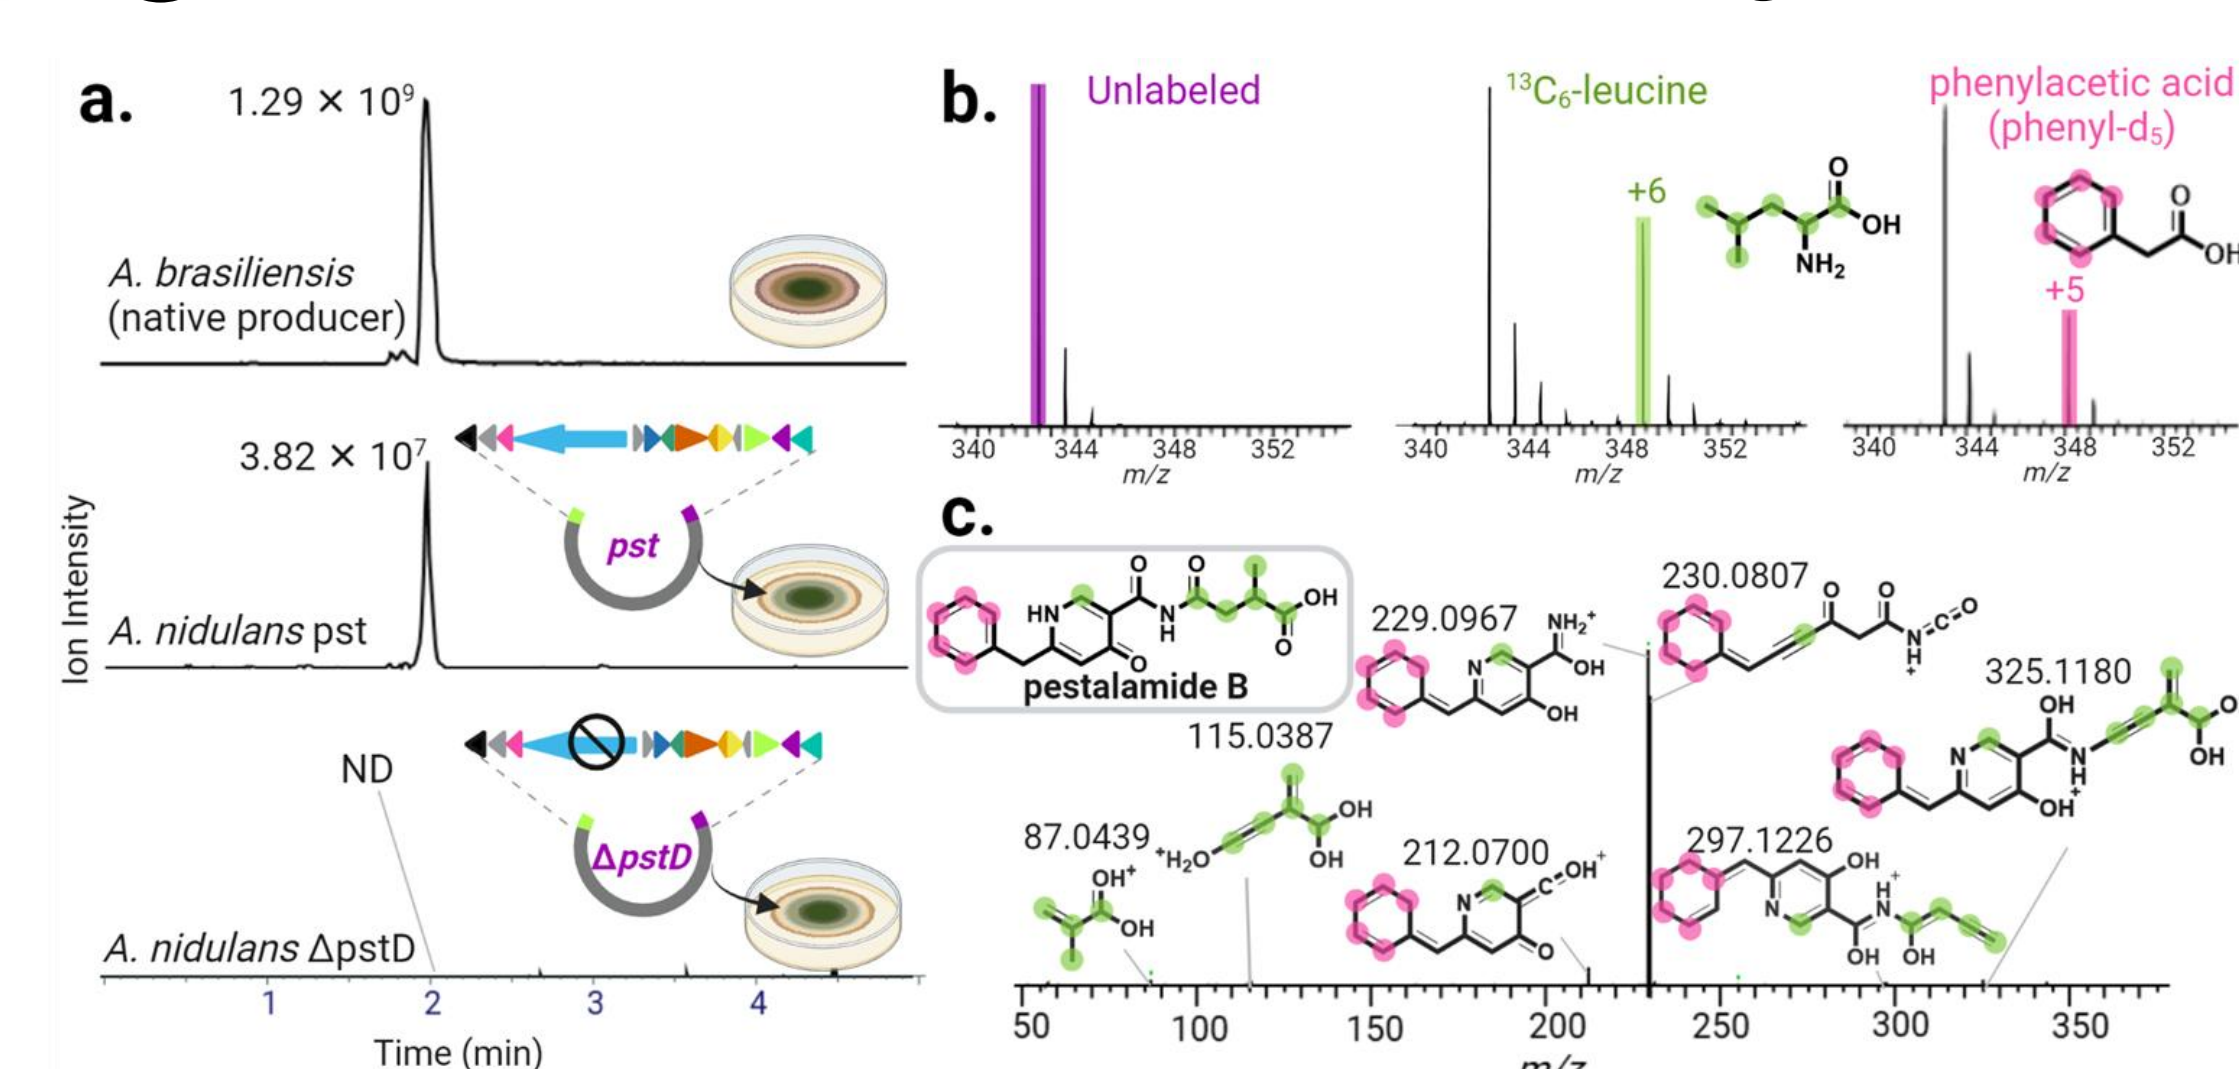 a.
1.29 × 10⁹
A. brasiliensis
(native producer)
3.82 × 10⁷
pst
A. nidulans pst
ND
ΔpstD
A. nidulans ΔpstD
Ion Intensity
1 2 3 4
Time (min)
b.
Unlabeled
340 344 348 352
m/z
¹³C₆-leucine
+6
O
OH
NH₂
340 344 348 352
m/z
phenylacetic acid
(phenyl-d₅)
O
OH
+5
340 344 348 352
m/z
c.
O O
HN N H OH
O O
pestalamide B
229.0967
NH₂⁺
N OH
OH
230.0807
O O O
C
N
H
+
325.1180
OH O
N N OH
H
+
OH
115.0387
OH
⁺H₂O OH
87.0439
OH⁺
OH
212.0700
C OH⁺
N
O
297.1226
OH
H +
N N
OH OH
50 100 150 200 250 300 350
m/z